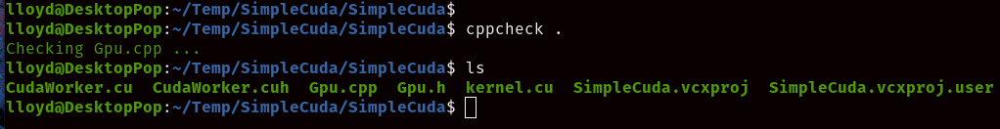 lloyd@DesktopPop:~/Temp/SimpleCuda/SimpleCuda$
lloyd@DesktopPop:~/Temp/SimpleCuda/SimpleCuda$ cppcheck .
Checking Gpu.cpp ...
lloyd@DesktopPop:~/Temp/SimpleCuda/SimpleCuda$ ls
CudaWorker.cu  CudaWorker.cuh  Gpu.cpp  Gpu.h  kernel.cu  SimpleCuda.vcxproj  SimpleCuda.vcxproj.user
lloyd@DesktopPop:~/Temp/SimpleCuda/SimpleCuda$